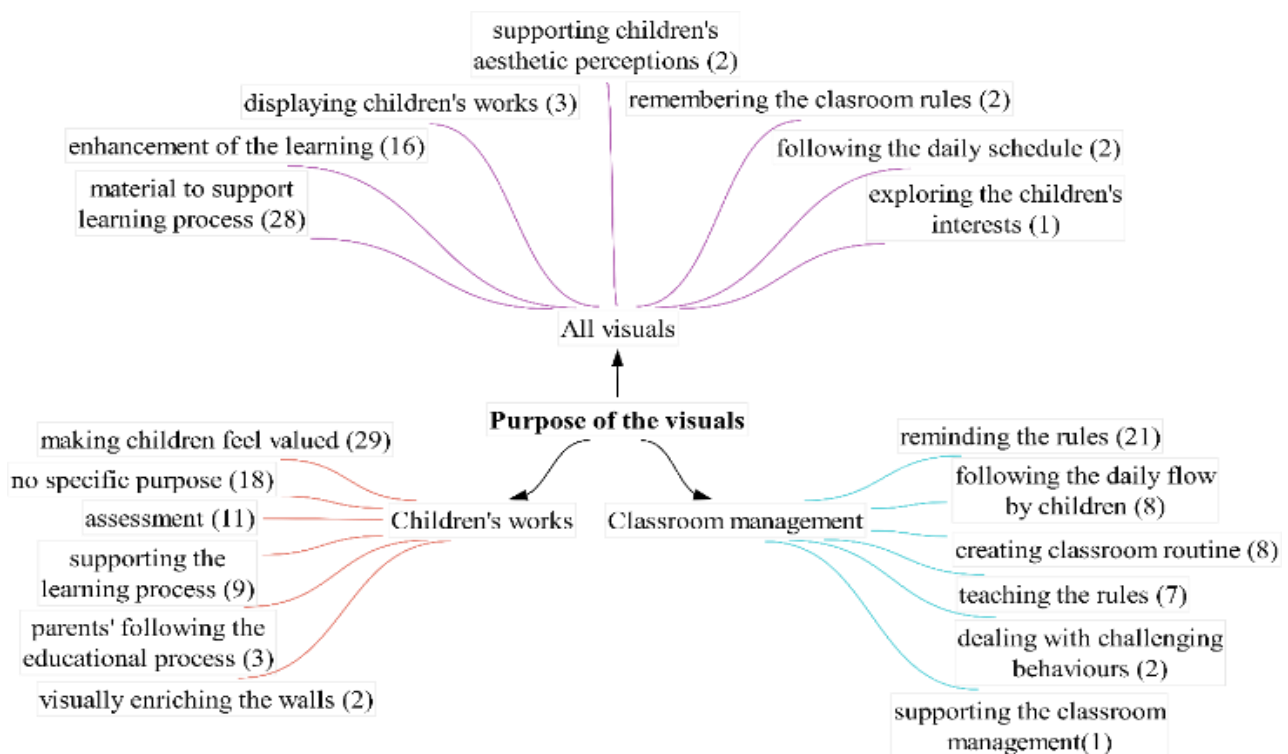 supporting children's
aesthetic perceptions (2)
displaying children's works (3)
remembering the clasroom rules (2)
enhancement of the learning (16)
following the daily schedule (2)
material to support
learning process (28)
exploring the children's
interests (1)
All visuals
Purpose of the visuals
making children feel valued (29)
no specific purpose (18)
assessment (11)
supporting the
learning process (9)
parents' following the
educational process (3)
visually enriching the walls (2)
Children's works
Classroom management
reminding the rules (21)
following the daily flow
by children (8)
creating classroom routine (8)
teaching the rules (7)
dealing with challenging
behaviours (2)
supporting the classroom
management(1)